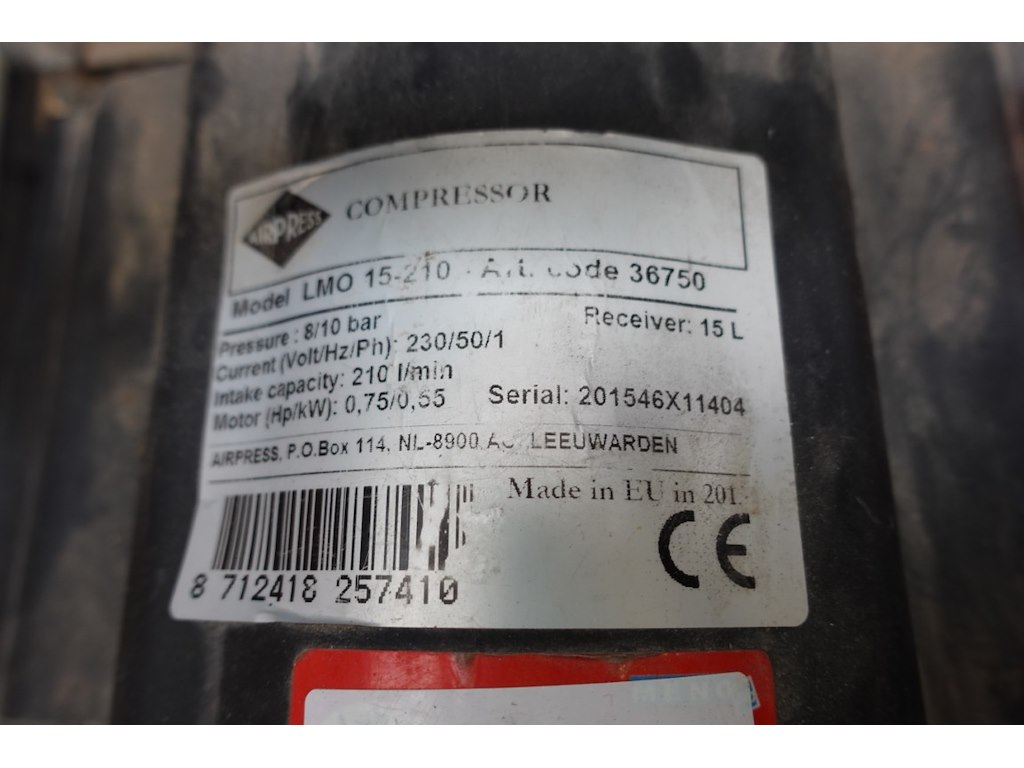 AIRPRESS
COMPRESSOR
Model LMO 15-210 - Art. code 36750
Pressure : 8/10 bar
Receiver: 15 L
Current (Volt/Hz/Ph): 230/50/1
Intake capacity: 210 l/min
Motor (Hp/kW): 0,75/0,55
Serial: 201546X11404
AIRPRESS, P.O.Box 114, NL-8900 LEEUWARDEN
Made in EU in
CE
8 712418 257410